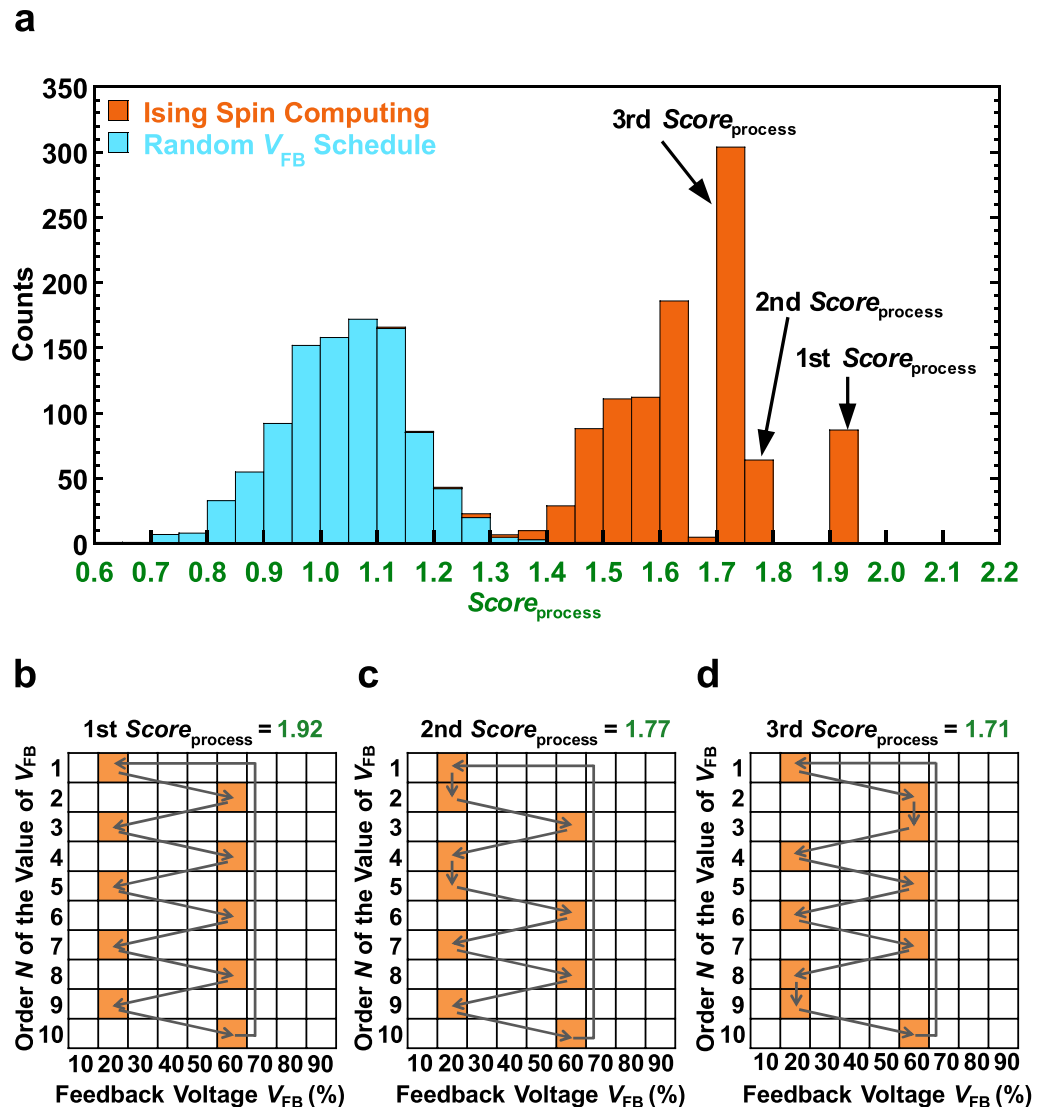 a
350
300
250
200
150
100
50
0
Counts
Ising Spin Computing
Random VFB Schedule
3rd Scoreprocess
2nd Scoreprocess
1st Scoreprocess
0.6 0.7 0.8 0.9 1.0 1.1 1.2 1.3 1.4 1.5 1.6 1.7 1.8 1.9 2.0 2.1 2.2
Scoreprocess
b
1st Scoreprocess = 1.92
Order N of the Value of VFB
1
2
3
4
5
6
7
8
9
10
10 20 30 40 50 60 70 80 90
Feedback Voltage VFB (%)
c
2nd Scoreprocess = 1.77
Order N of the Value of VFB
1
2
3
4
5
6
7
8
9
10
10 20 30 40 50 60 70 80 90
Feedback Voltage VFB (%)
d
3rd Scoreprocess = 1.71
Order N of the Value of VFB
1
2
3
4
5
6
7
8
9
10
10 20 30 40 50 60 70 80 90
Feedback Voltage VFB (%)